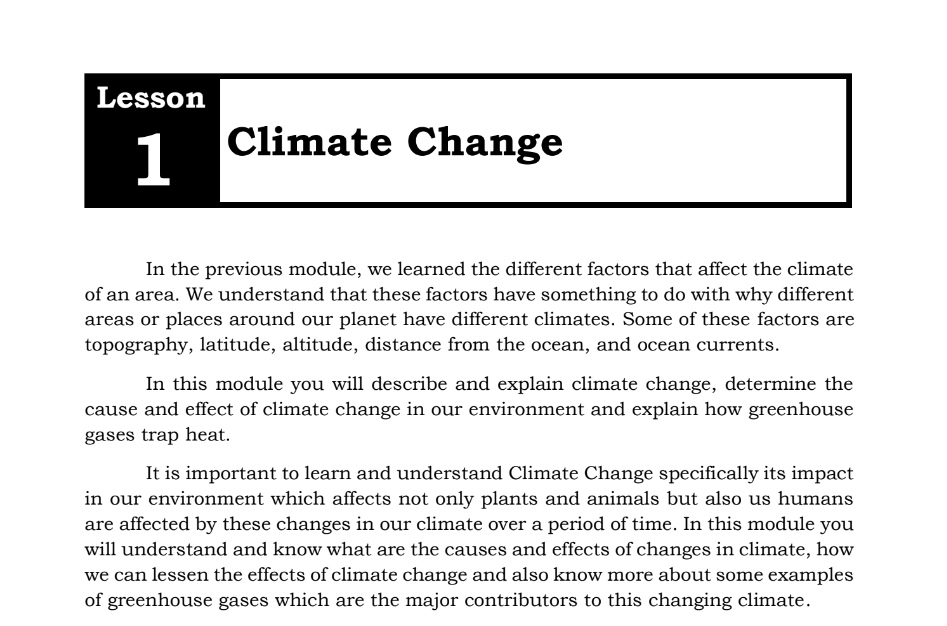 Lesson
1
Climate Change
In the previous module, we learned the different factors that affect the climate
of an area. We understand that these factors have something to do with why different
areas or places around our planet have different climates. Some of these factors are
topography, latitude, altitude, distance from the ocean, and ocean currents.
In this module you will describe and explain climate change, determine the
cause and effect of climate change in our environment and explain how greenhouse
gases trap heat.
It is important to learn and understand Climate Change specifically its impact
in our environment which affects not only plants and animals but also us humans
are affected by these changes in our climate over a period of time. In this module you
will understand and know what are the causes and effects of changes in climate, how
we can lessen the effects of climate change and also know more about some examples
of greenhouse gases which are the major contributors to this changing climate.